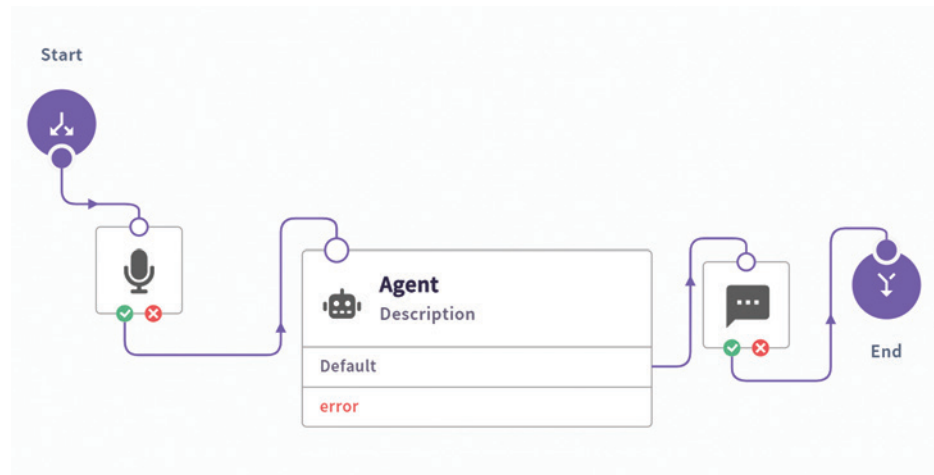 Start
Agent
Description
Default
error
End